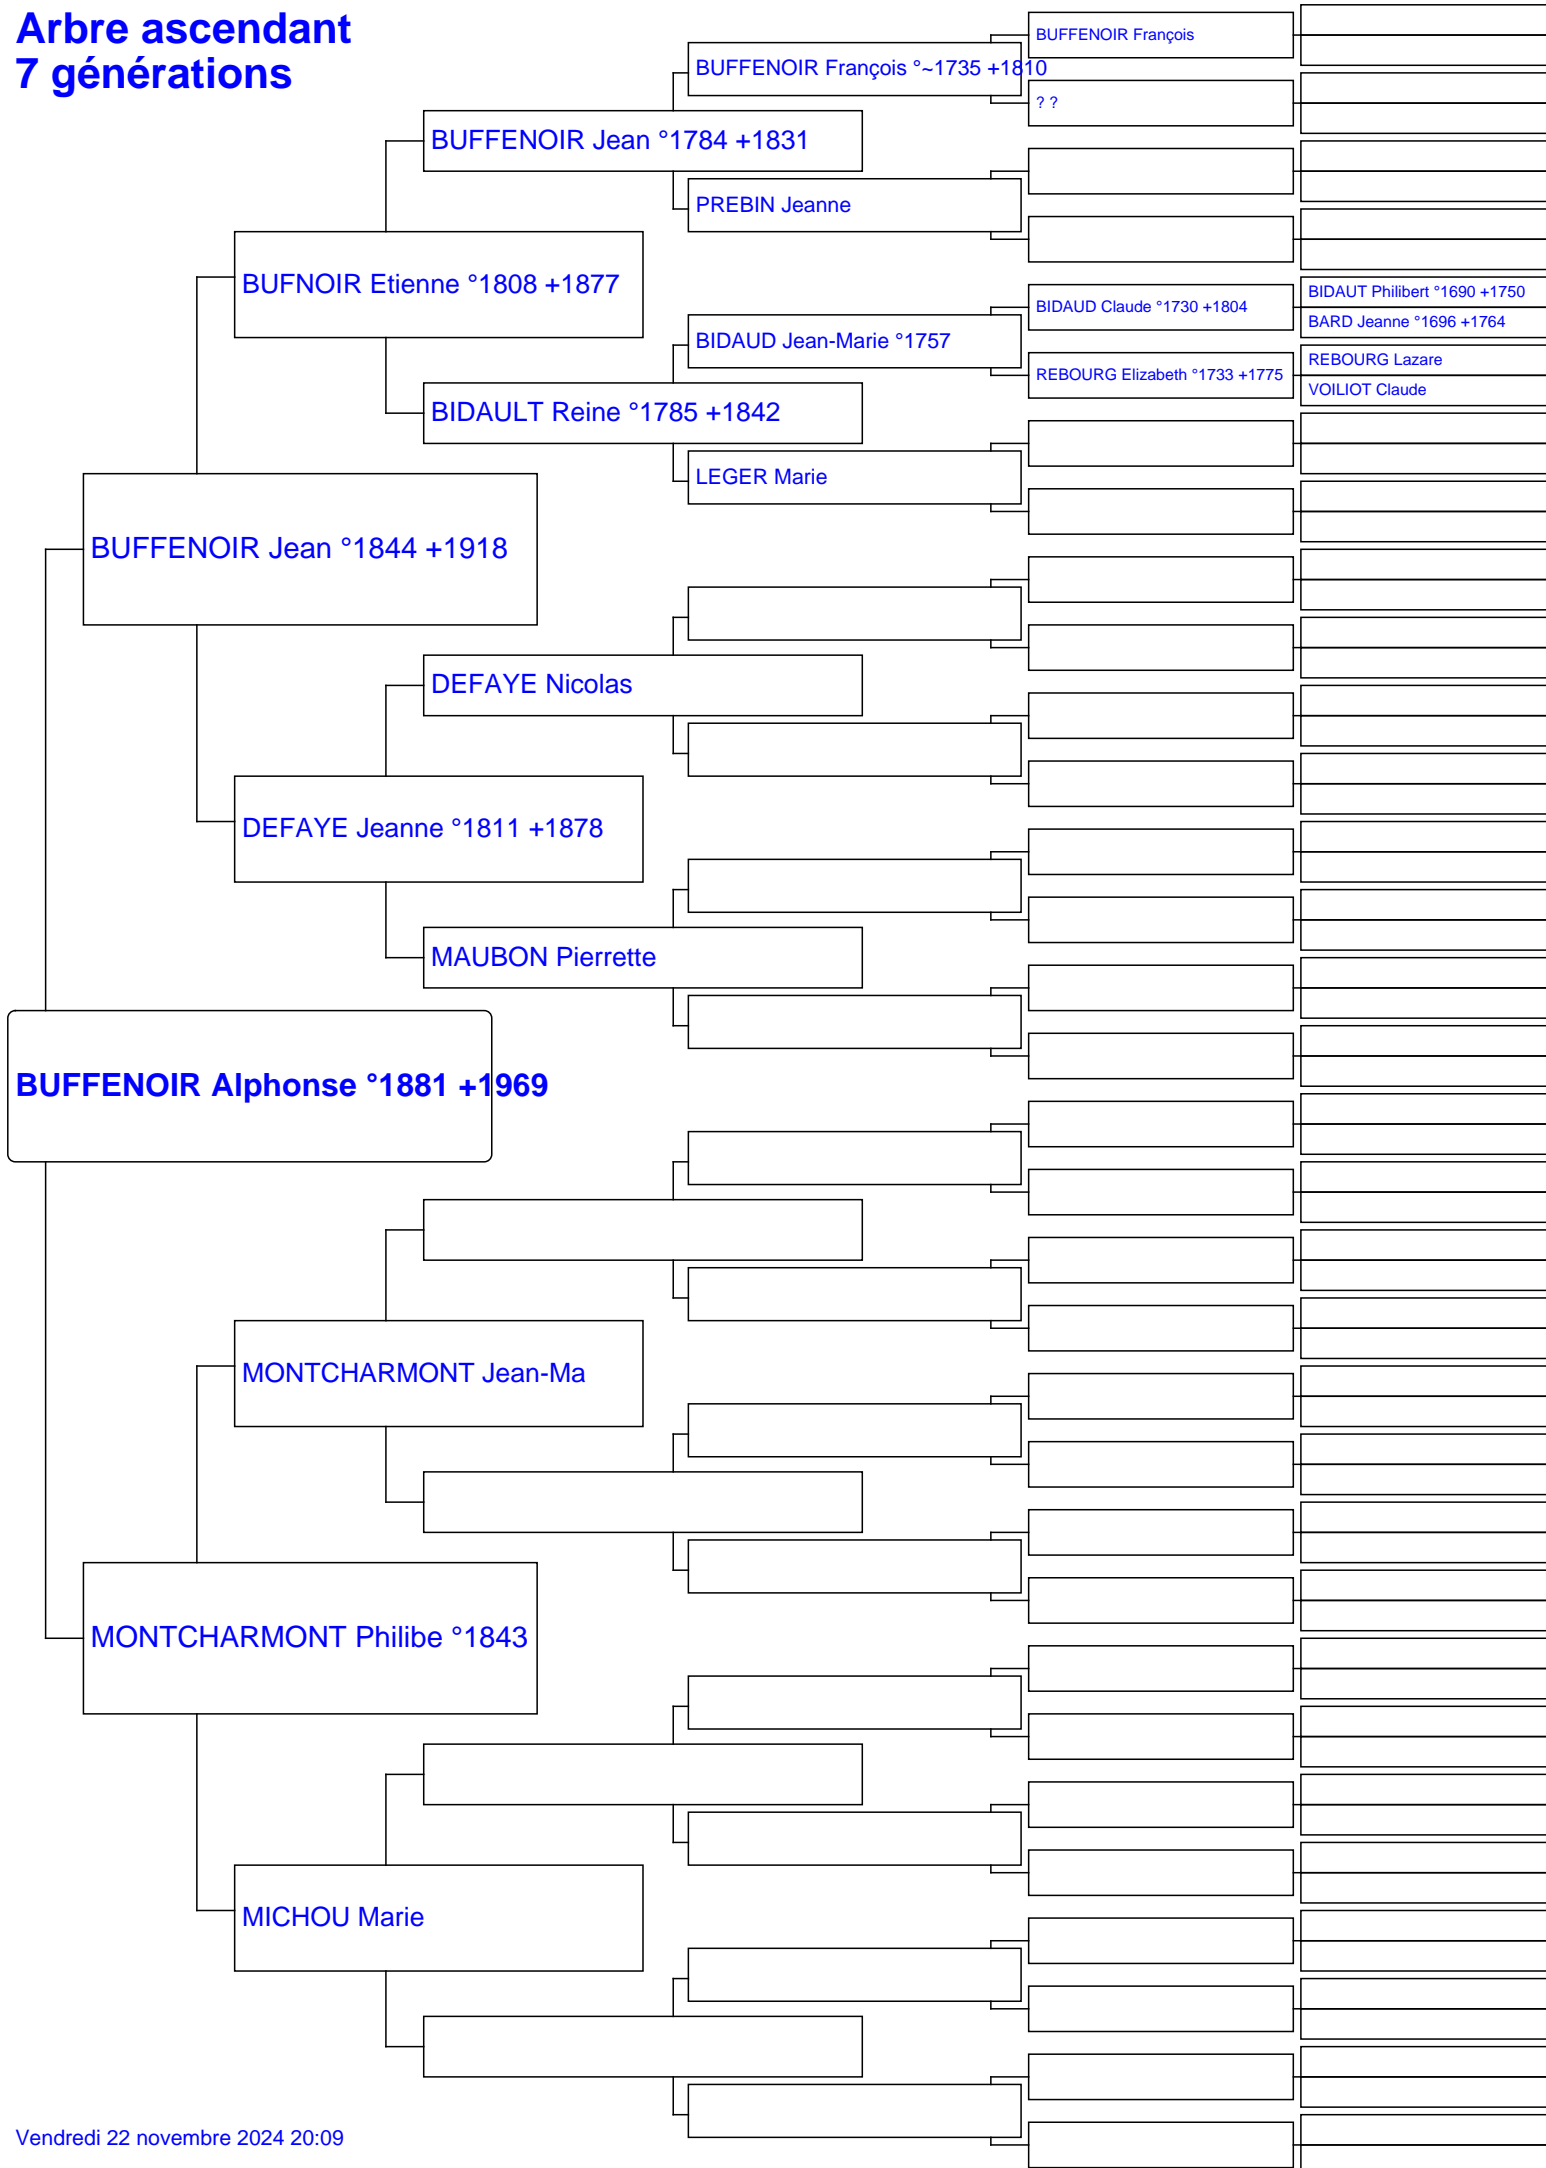 Arbre ascendant
7 générations
BUFFENOIR François
BUFFENOIR François °~1735 +1810
? ?
BUFFENOIR Jean °1784 +1831
PREBIN Jeanne
BUFNOIR Etienne °1808 +1877
BIDAUT Philibert °1690 +1750
BIDAUD Claude °1730 +1804
BARD Jeanne °1696 +1764
BIDAUD Jean-Marie °1757
REBOURG Lazare
REBOURG Elizabeth °1733 +1775
VOILIOT Claude
BIDAULT Reine °1785 +1842
LEGER Marie
BUFFENOIR Jean °1844 +1918
DEFAYE Nicolas
DEFAYE Jeanne °1811 +1878
MAUBON Pierrette
BUFFENOIR Alphonse °1881 +1969
MONTCHARMONT Jean-Ma
MONTCHARMONT Philibe °1843
MICHOU Marie
Vendredi 22 novembre 2024 20:09